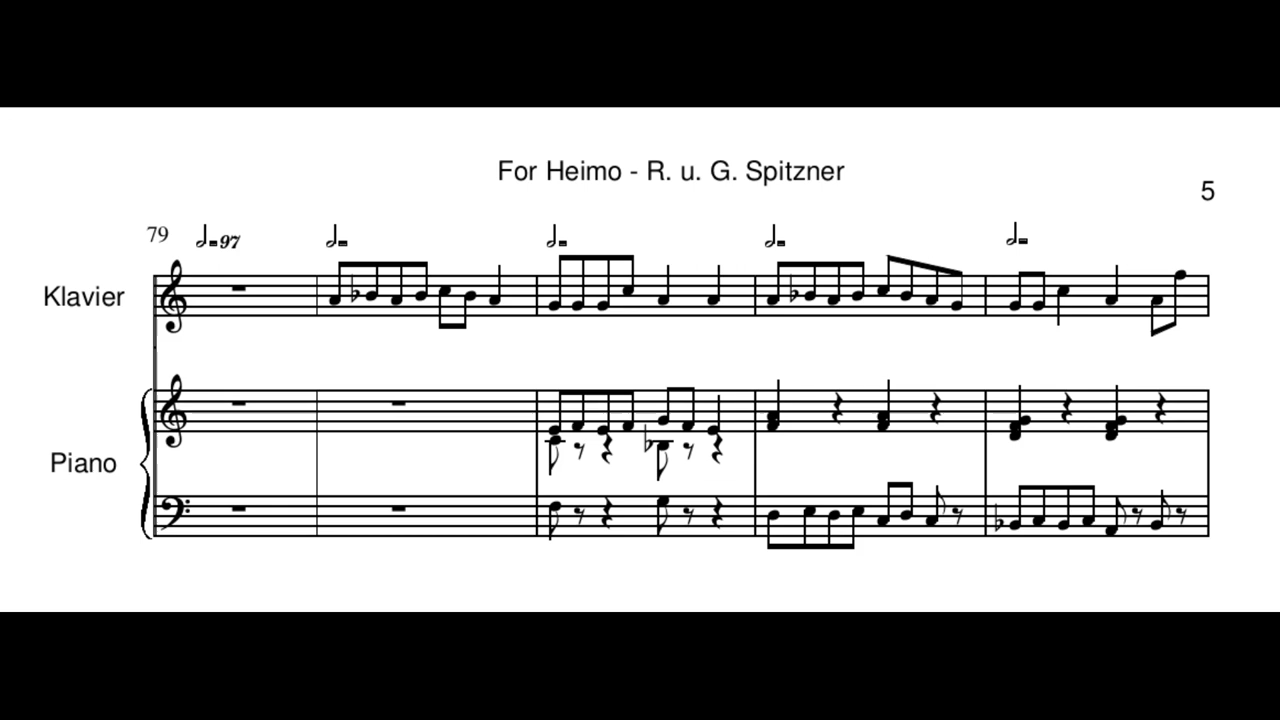 For Heimo - R. u. G. Spitzner
5
79
=97
Klavier
Piano